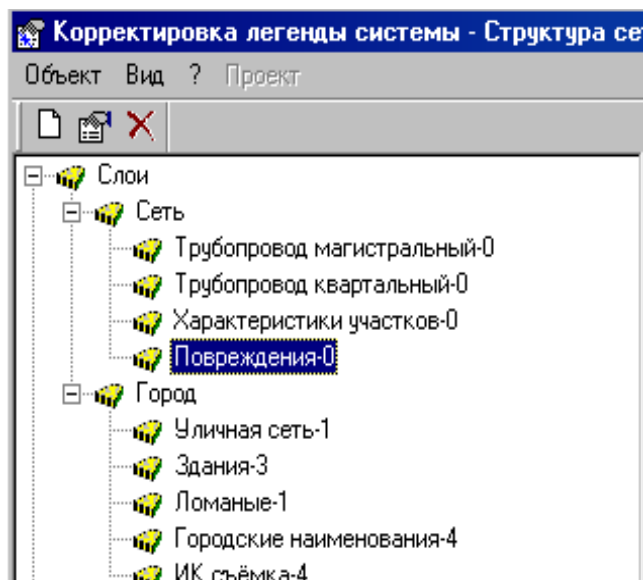 Корректировка легенды системы - Структура се
Объект Вид ? Проект
Слои
Сеть
Трубопровод магистральный-0
Трубопровод квартальный-0
Характеристики участков-0
Повреждения-0
Город
Уличная сеть-1
Здания-3
Ломаные-1
Городские наименования-4
ИК съёмка-4